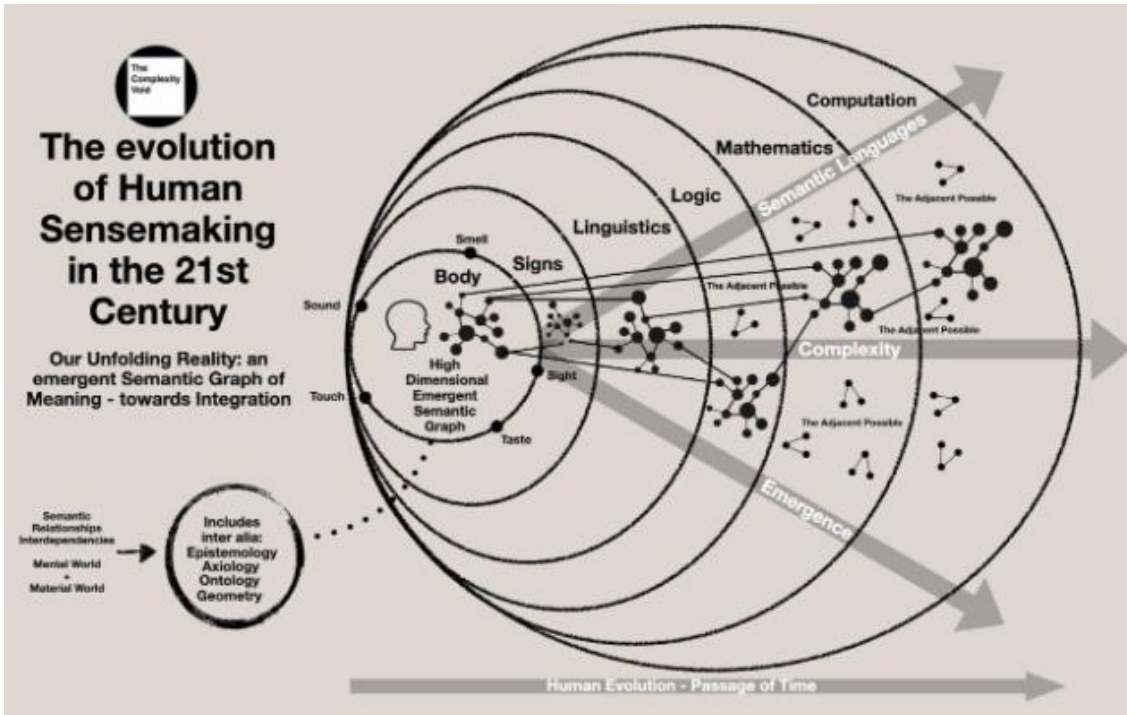 The
Complexity
Void
The evolution
of Human
Sensemaking
in the 21st
Century
Our Unfolding Reality: an
emergent Semantic Graph of
Meaning - towards Integration
Semantic
Relationships
Interdependencies
Mental World
+
Material World
Includes
inter alia:
Epistemology
Axiology
Ontology
Geometry
Sound
Touch
Smell
Sight
Taste
Body
High
Dimensional
Emergent
Semantic
Graph
Signs
Linguistics
Logic
Mathematics
Computation
Semantic Languages
The Adjacent Possible
The Adjacent Possible
The Adjacent Possible
Complexity
The Adjacent Possible
Emergence
Human Evolution - Passage of Time